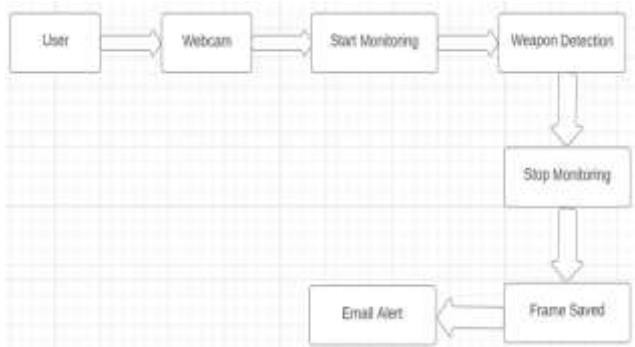 User
Webcam
Start Monitoring
Weapon Detection
Stop Monitoring
Frame Saved
Email Alert